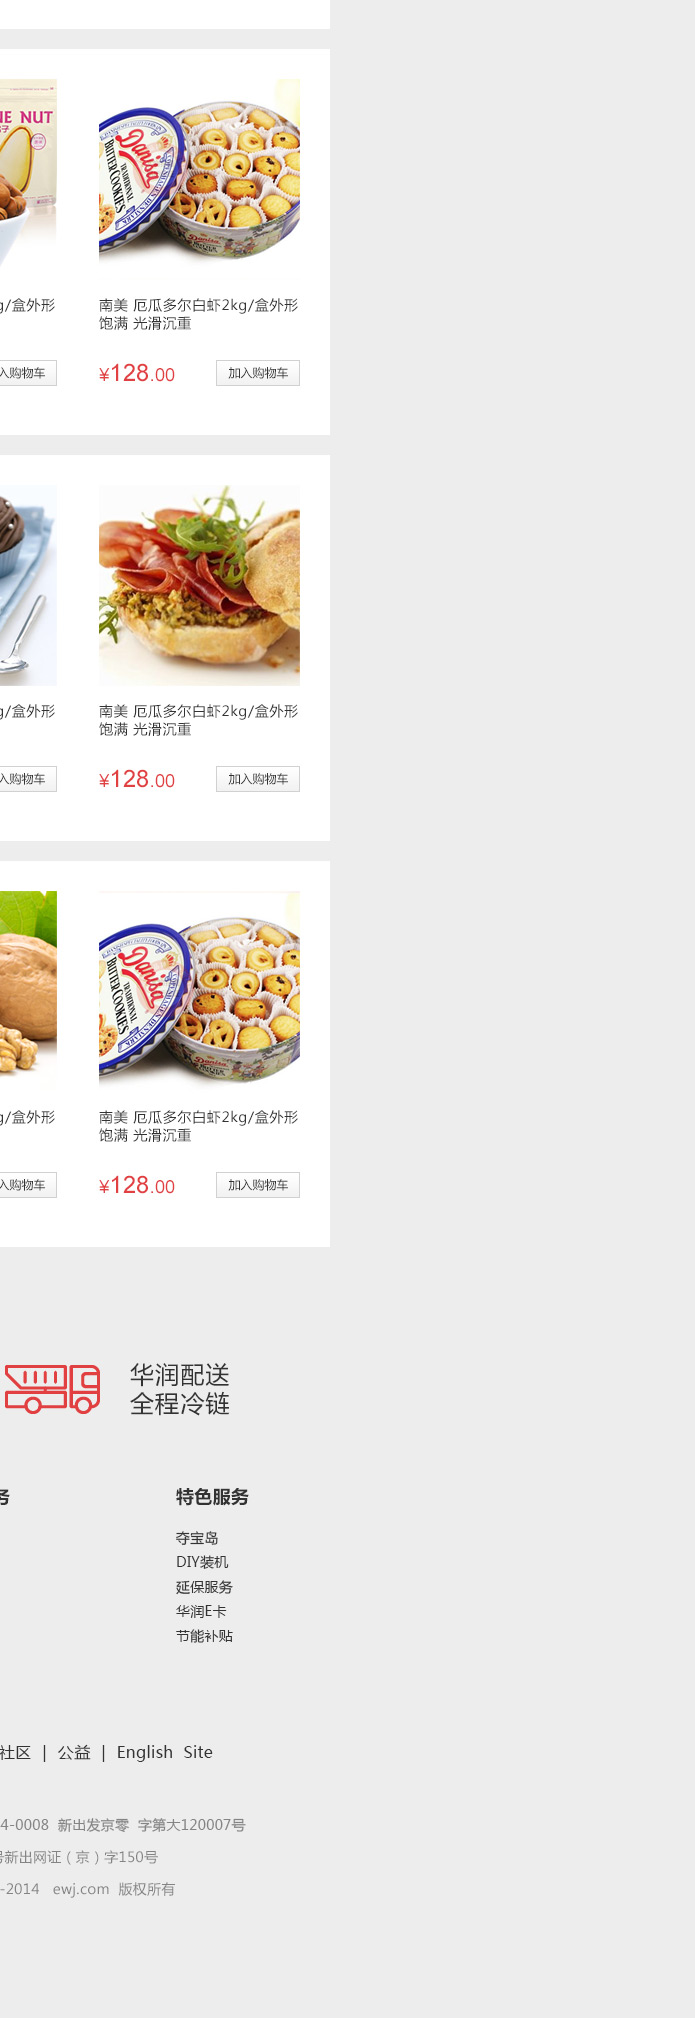 NE NUT
Danisa
TRADITIONAL
BUTTER COOKIES
Danisa
g/盒外形
南美 厄瓜多尔白虾2kg/盒外形
饱满 光滑沉重
入购物车
¥128.00
加入购物车
g/盒外形
南美 厄瓜多尔白虾2kg/盒外形
饱满 光滑沉重
入购物车
¥128.00
加入购物车
Danisa
TRADITIONAL
BUTTER COOKIES
Danisa
g/盒外形
南美 厄瓜多尔白虾2kg/盒外形
饱满 光滑沉重
入购物车
¥128.00
加入购物车
华润配送
全程冷链
务
特色服务
夺宝岛
DIY装机
延保服务
华润E卡
节能补贴
社区 | 公益 | English Site
4-0008 新出发京零 字第大120007号
号新出网证（京）字150号
-2014 ewj.com 版权所有